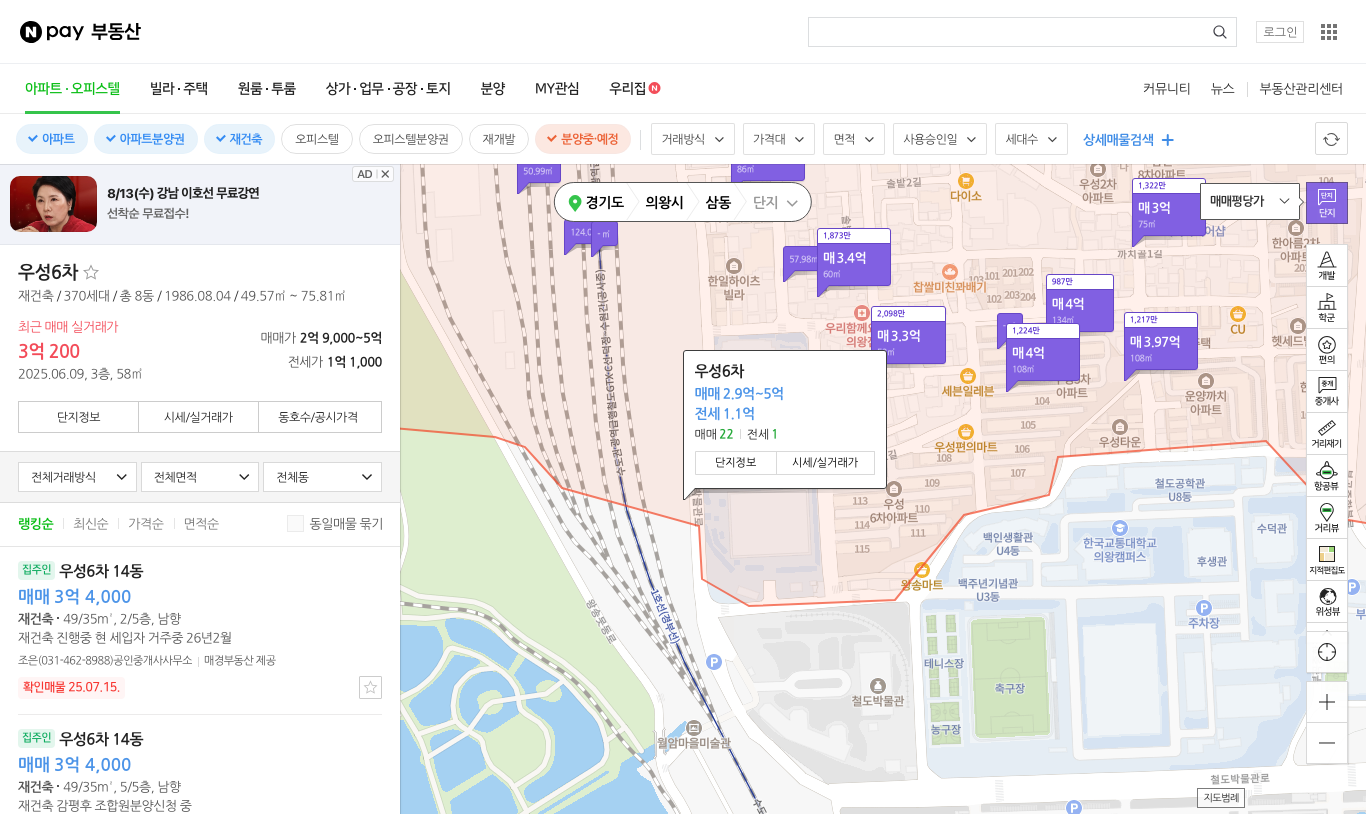 N pay 부동산
로그인
아파트·오피스텔 빌라·주택 원룸·투룸 상가·업무·공장·토지 분양 MY관심 우리집 N
커뮤니티 뉴스 부동산관리센터
아파트 아파트분양권 재건축 오피스텔 오피스텔분양권 재개발 분양중·예정 거래방식 가격대 면적 사용승인일 세대수 상세매물검색
AD
8/13(수) 강남 이호선 무료강연
선착순 무료접수!
우성6차
재건축 / 370세대 / 총 8동 / 1986.08.04 / 49.57㎡ ~ 75.81㎡
최근 매매 실거래가
3억 200
2025.06.09, 3층, 58㎡
매매가 2억 9,000~5억
전세가 1억 1,000
단지정보 시세/실거래가 동호수/공시가격
전체거래방식 전체면적 전체동
랭킹순 최신순 가격순 면적순 동일매물 묶기
집주인 우성6차 14동
매매 3억 4,000
재건축 · 49/35㎡, 2/5층, 남향
재건축 진행중 현 세입자 거주중 26년2월
조은(031-462-8988)공인중개사사무소 매경부동산 제공
확인매물 25.07.15.
집주인 우성6차 14동
매매 3억 4,000
재건축 · 49/35㎡, 5/5층, 남향
재건축 감평후 조합원분양신청 중
경기도 의왕시 삼동 단지
50.99㎡
86㎡
솔밭2길
다이소
우성2차
아파트
8차아파트
1,322만
매 3억
75㎡
매매평당가
단지
단지
어샵
까치골1길
한아름2차
아파트
- ㎡
1,873만
매 3.4억
60㎡
57.98㎡
한일하이츠
빌라
찹쌀미친꽈배기
103 101 201 202
102 203 204
987만
매 4억
134㎡
1,217만
매 3.97억
108㎡
CU
2,098만
매 3.3억
1,224만
매 4억
108㎡
세븐일레븐
우성편의마트
104
105
106
107
108
109
운양까치
아파트
우성타운
우성6차
매매 2.9억~5억
전세 1.1억
매매 22 전세 1
단지정보 시세/실거래가
우성
6차아파트
110
111
113
114
115
철도공학관
U8동
수덕관
백인생활관
U4동
한국교통대학교
의왕캠퍼스
후생관
왕송마트
백주년기념관
U3동
주차장
테니스장
축구장
농구장
철도박물관
월암마을미술관
왕송못동로
1호선(경부선)
철도박물관로
지도범례
개발
학군
편의
중개
중개사
거리재기
항공뷰
거리뷰
지적편집도
위성뷰
P
P
P
P